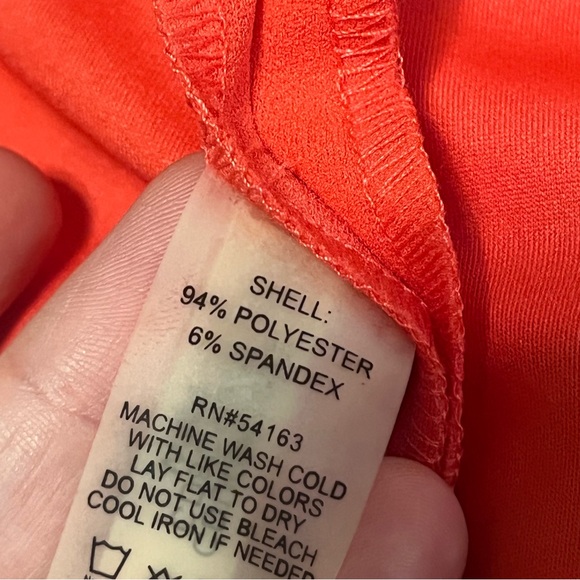 SHELL:
94% POLYESTER
6% SPANDEX
RN#54163
MACHINE WASH COLD
WITH LIKE COLORS
LAY FLAT TO DRY
DO NOT USE BLEACH
COOL IRON IF NEEDED